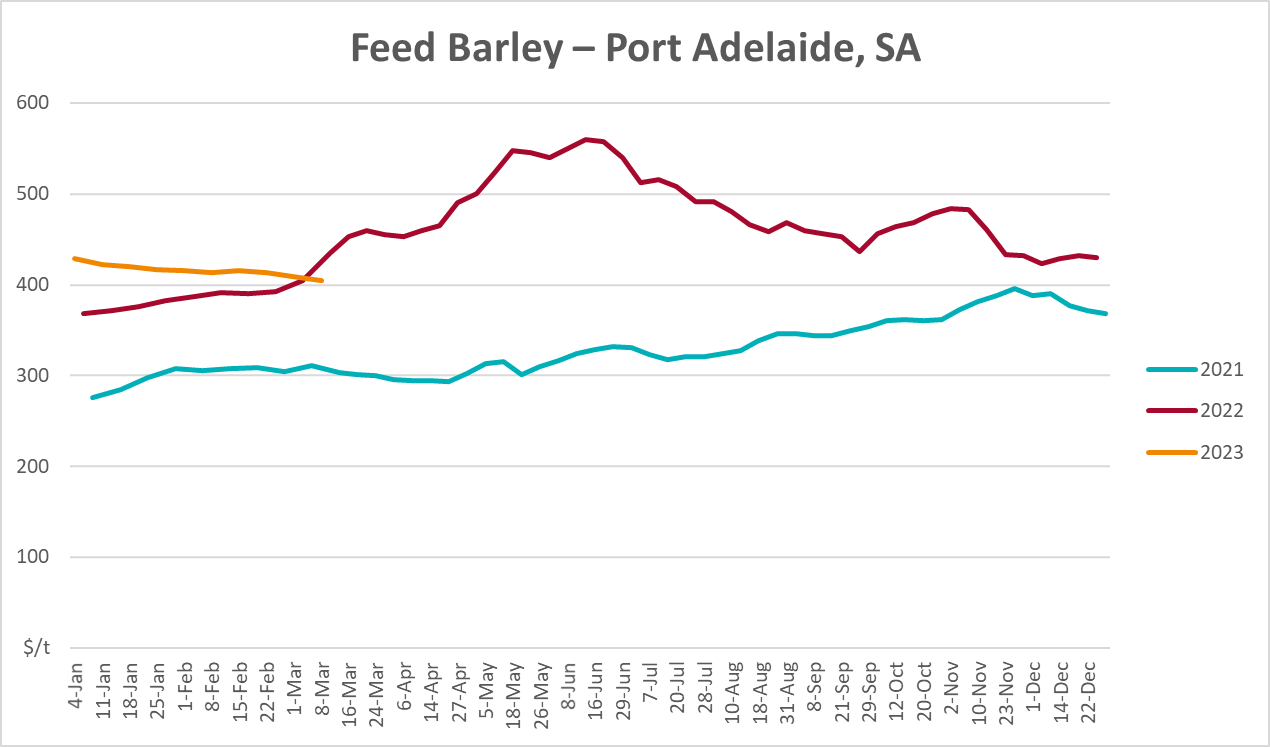 Feed Barley – Port Adelaide, SA
600
500
400
300
200
100
$/t
4-Jan
11-Jan
18-Jan
25-Jan
1-Feb
8-Feb
15-Feb
22-Feb
1-Mar
8-Mar
16-Mar
24-Mar
6-Apr
14-Apr
27-Apr
5-May
18-May
26-May
8-Jun
16-Jun
29-Jun
7-Jul
20-Jul
28-Jul
10-Aug
18-Aug
31-Aug
8-Sep
21-Sep
29-Sep
12-Oct
20-Oct
2-Nov
10-Nov
23-Nov
1-Dec
14-Dec
22-Dec
2021
2022
2023